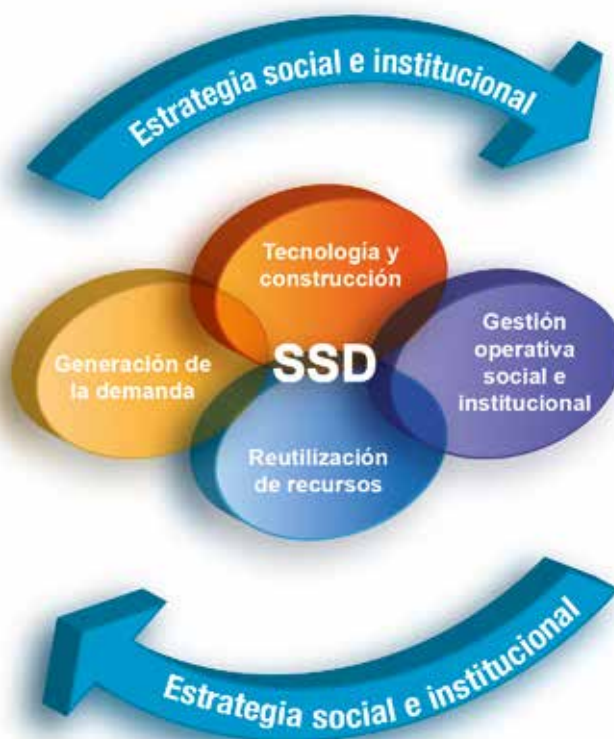 Estrategia social e institucional
Tecnología y
construcción
Generación de
la demanda
SSD
Gestión
operativa
social e
institucional
Reutilización
de recursos
Estrategia social e institucional